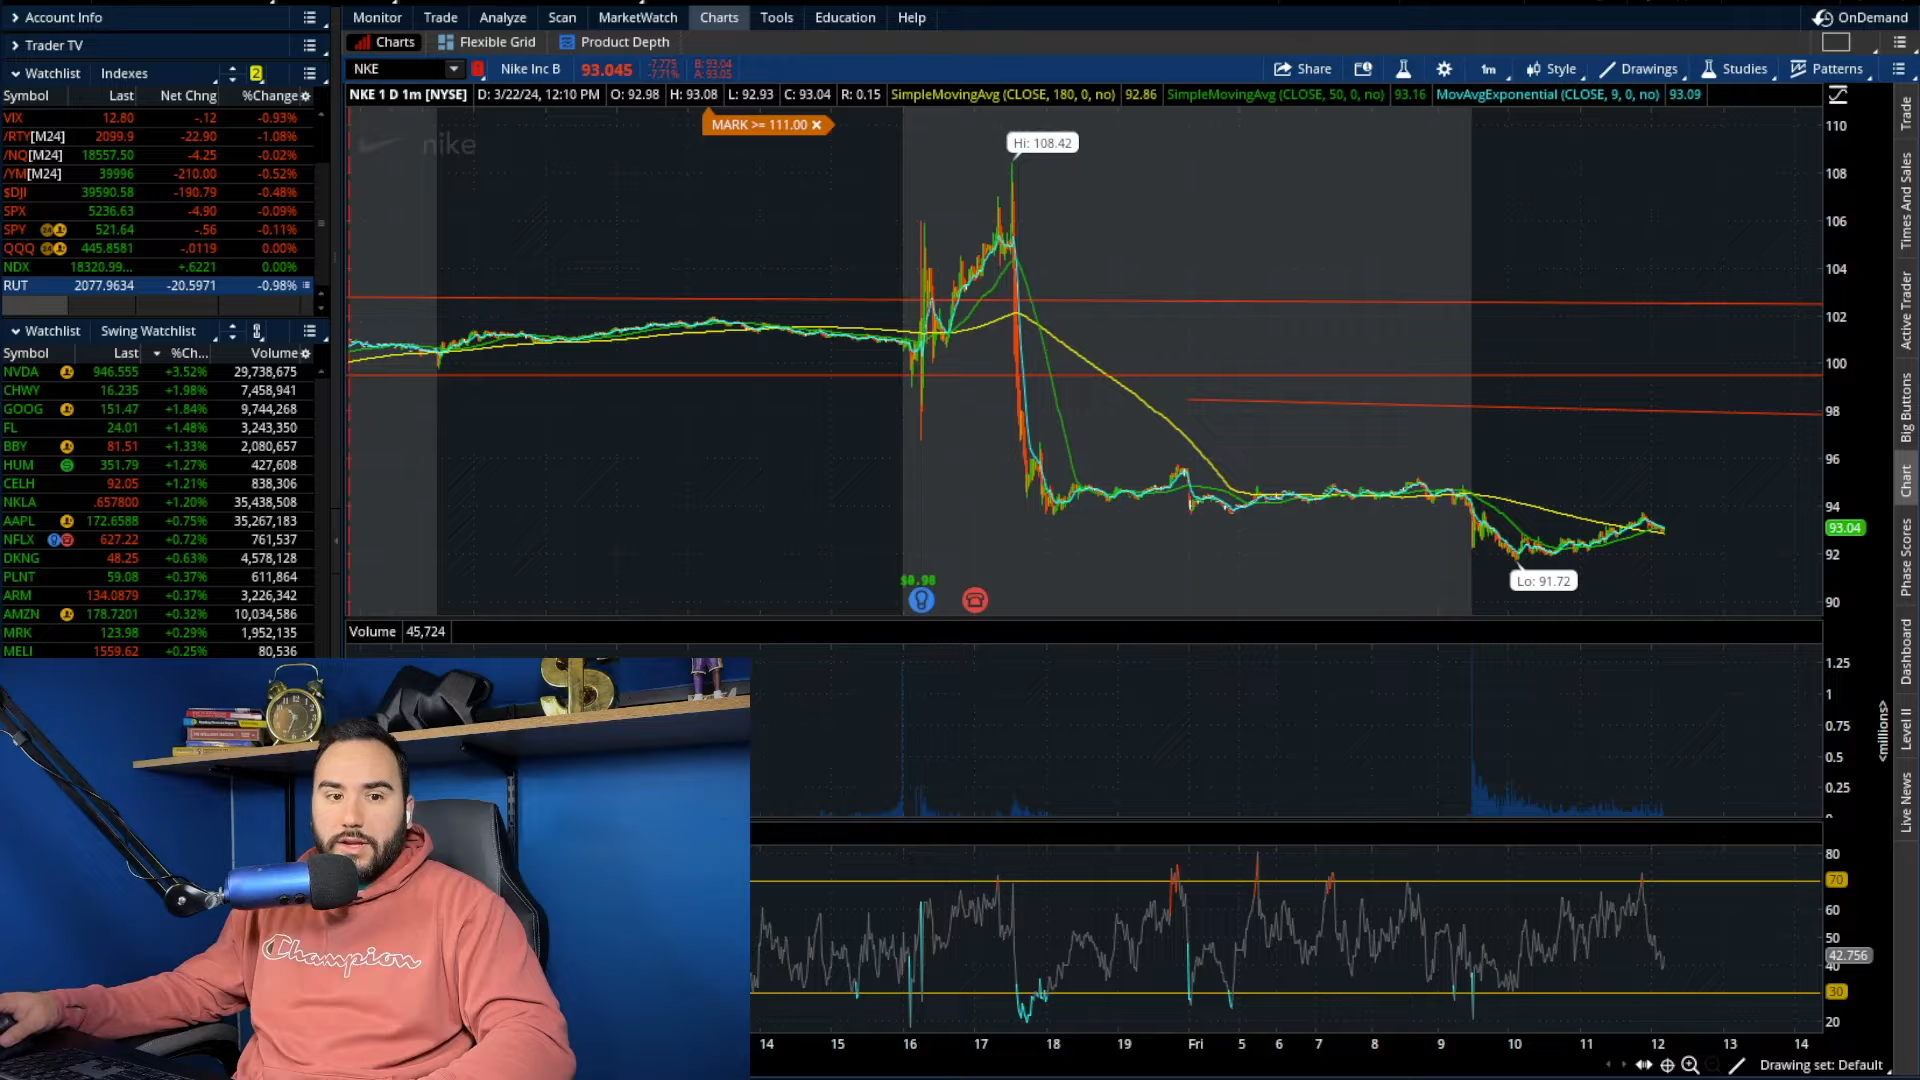 Account Info
Monitor Trade Analyze Scan MarketWatch Charts Tools Education Help
OnDemand
Trader TV
Charts Flexible Grid Product Depth
Watchlist Indexes 2
NKE Nike Inc B 93.045 -7.775 -7.71% B: 93.04 A: 93.05 Share 1m Style Drawings Studies Patterns
NKE 1 D 1m [NYSE] D: 3/22/24, 12:10 PM O: 92.98 H: 93.08 L: 92.93 C: 93.04 R: 0.15 SimpleMovingAvg (CLOSE, 180, 0, no) 92.86 SimpleMovingAvg (CLOSE, 50, 0, no) 93.16 MovAvgExponential (CLOSE, 9, 0, no) 93.09
Symbol Last Net Chng %Change
VIX 12.80 -.12 -0.93%
/RTY[M24] 2099.9 -22.90 -1.08%
/NQ[M24] 18557.50 -4.25 -0.02%
/YM[M24] 39996 -210.00 -0.52%
$DJI 39590.58 -190.79 -0.48%
SPX 5236.63 -4.90 -0.09%
SPY 521.64 -.56 -0.11%
QQQ 445.8581 -.0119 0.00%
NDX 18320.99... +.6221 0.00%
RUT 2077.9634 -20.5971 -0.98%
Watchlist Swing Watchlist
Symbol Last %Ch... Volume
NVDA 946.555 +3.52% 29,738,675
CHWY 16.235 +1.98% 7,458,941
GOOG 151.47 +1.84% 9,744,268
FL 24.01 +1.48% 3,243,350
BBY 81.51 +1.33% 2,080,657
HUM 351.79 +1.27% 427,608
CELH 92.05 +1.21% 838,306
NKLA .657800 +1.20% 35,438,508
AAPL 172.6588 +0.75% 35,267,183
NFLX 627.22 +0.72% 761,537
DKNG 48.25 +0.63% 4,578,128
PLNT 59.08 +0.37% 611,864
ARM 134.0879 +0.37% 3,226,342
AMZN 178.7201 +0.32% 10,034,586
MRK 123.98 +0.29% 1,952,135
MELI 1559.62 +0.25% 80,536
MARK >= 111.00
nike
Hi: 108.42
Lo: 91.72
$0.98
110
108
106
104
102
100
98
96
94
93.04
92
90
Volume 45,724
1.25
1
0.75
0.5
0.25
<millions>
80
70
60
50
42.756
40
30
20
14 15 16 17 18 19 Fri 5 6 7 8 9 10 11 12 13 14
Drawing set: Default
Trade
Times And Sales
Active Trader
Big Buttons
Chart
Phase Scores
Dashboard
Level II
Live News
Champion